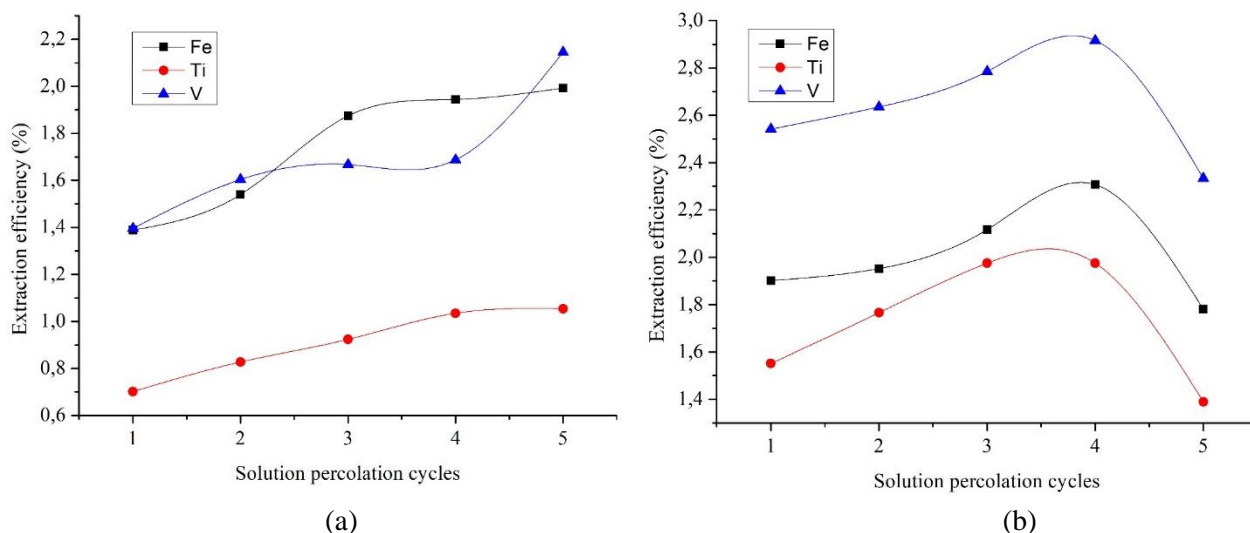 2,2
2,0
1,8
1,6
1,4
1,2
1,0
0,8
0,6
Extraction efficiency (%)
Fe
Ti
V
1 2 3 4 5
Solution percolation cycles
(a)
3,0
2,8
2,6
2,4
2,2
2,0
1,8
1,6
1,4
Extraction efficiency (%)
Fe
Ti
V
1 2 3 4 5
Solution percolation cycles
(b)